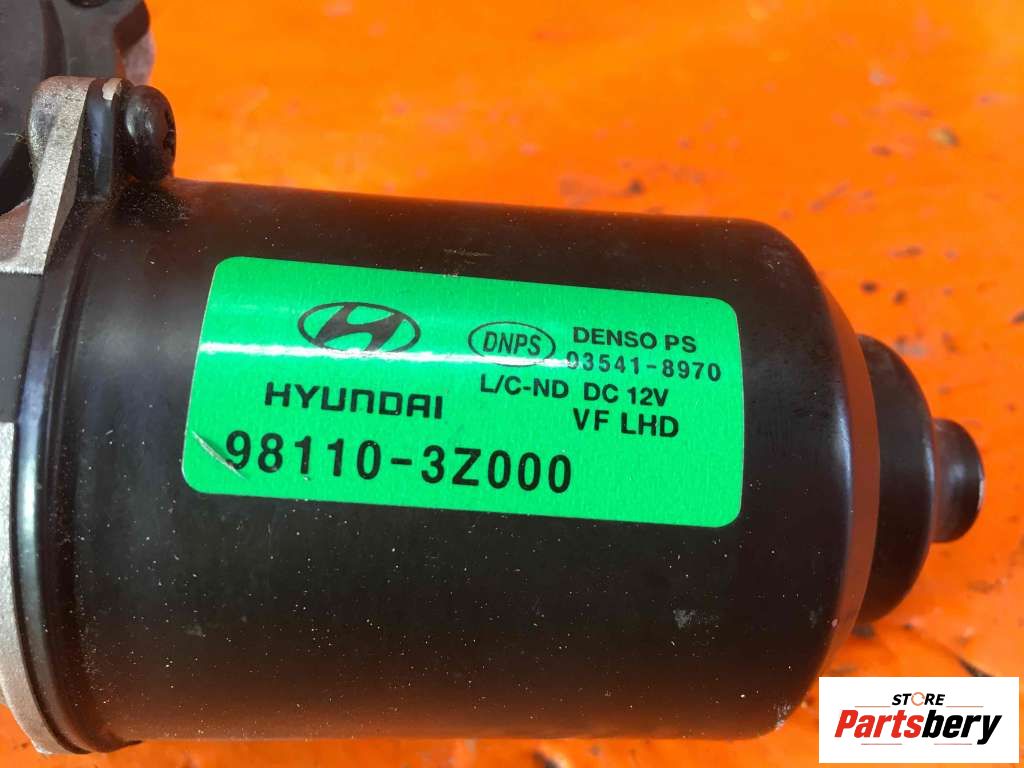 HYUNDAI
98110-3Z000
DNPS
DENSO PS
93541-8970
L/C-ND DC 12V
VF LHD
STORE
Partsbery